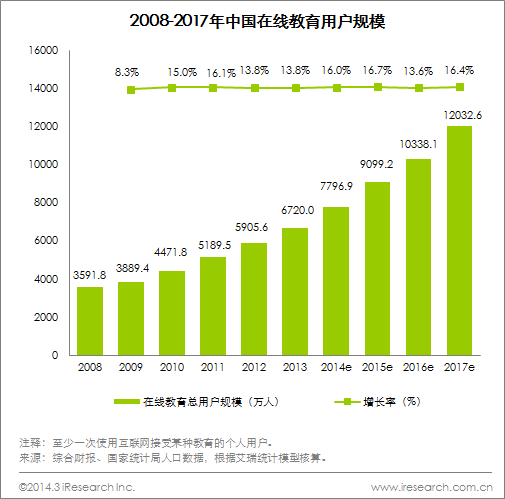 2008-2017年中国在线教育用户规模
16000
14000
12000
10000
8000
6000
4000
2000
0
8.3% 15.0% 16.1% 13.8% 13.8% 16.0% 16.7% 13.6% 16.4%
3591.8 3889.4 4471.8 5189.5 5905.6 6720.0 7796.9 9099.2 10338.1 12032.6
2008 2009 2010 2011 2012 2013 2014e 2015e 2016e 2017e
在线教育总用户规模（万人） 增长率（%）
注释：至少一次使用互联网接受某种教育的个人用户。
来源：综合财报、国家统计局人口数据，根据艾瑞统计模型核算。
©2014.3 iResearch Inc. www.iresearch.com.cn